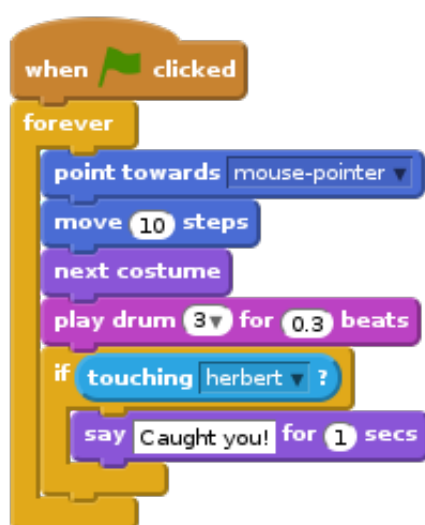 when clicked
forever
point towards mouse-pointer
move 10 steps
next costume
play drum 3 for 0.3 beats
if touching herbert ?
say Caught you! for 1 secs